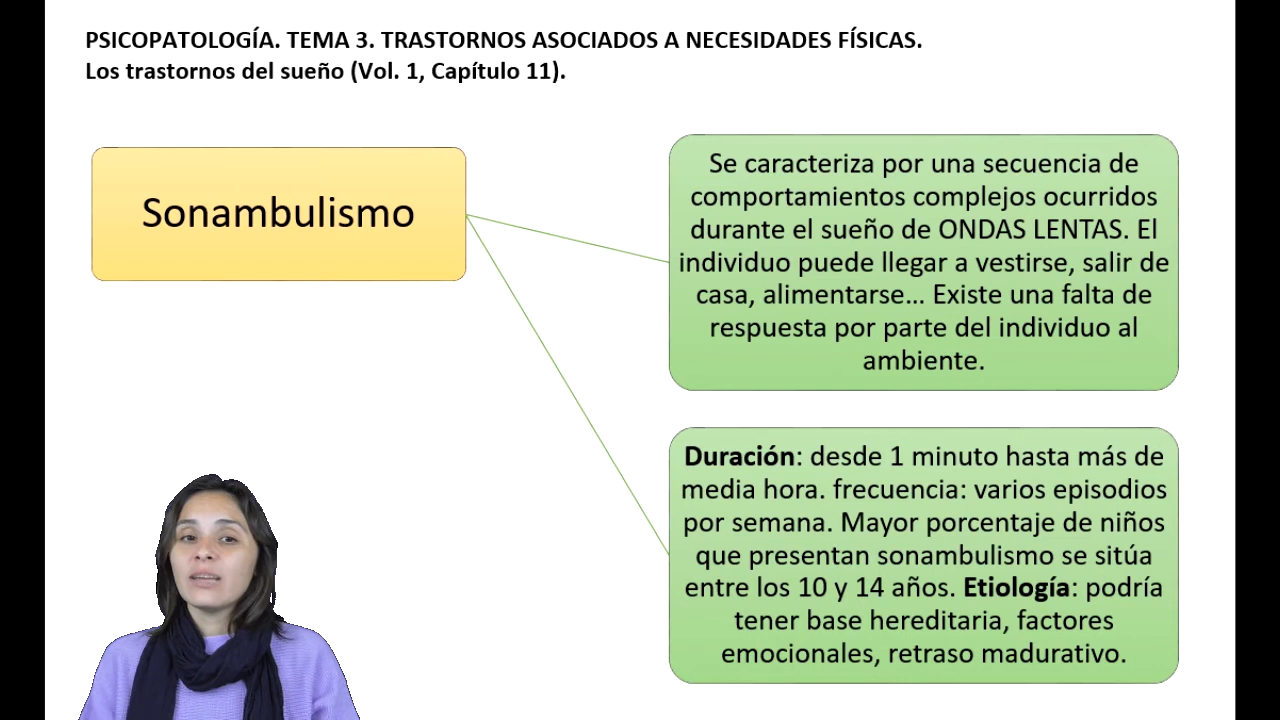 PSICOPATOLOGÍA. TEMA 3. TRASTORNOS ASOCIADOS A NECESIDADES FÍSICAS.
Los trastornos del sueño (Vol. 1, Capítulo 11).
Sonambulismo
Se caracteriza por una secuencia de
comportamientos complejos ocurridos
durante el sueño de ONDAS LENTAS. El
individuo puede llegar a vestirse, salir de
casa, alimentarse... Existe una falta de
respuesta por parte del individuo al
ambiente.
Duración: desde 1 minuto hasta más de
media hora. frecuencia: varios episodios
por semana. Mayor porcentaje de niños
que presentan sonambulismo se sitúa
entre los 10 y 14 años. Etiología: podría
tener base hereditaria, factores
emocionales, retraso madurativo.